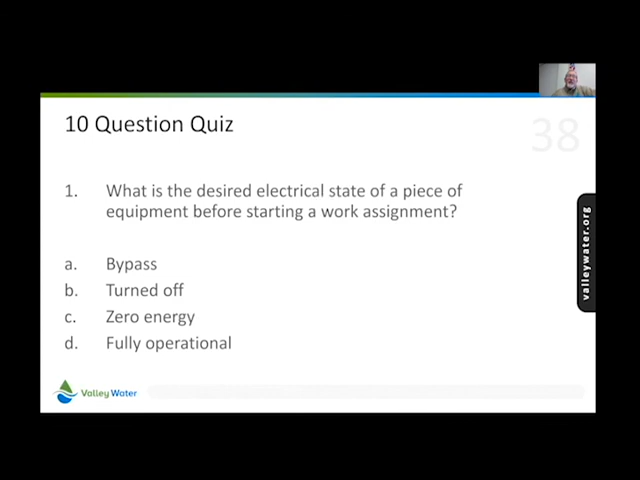 10 Question Quiz
38
1. What is the desired electrical state of a piece of
equipment before starting a work assignment?
a. Bypass
b. Turned off
c. Zero energy
d. Fully operational
valleywater.org
Valley Water